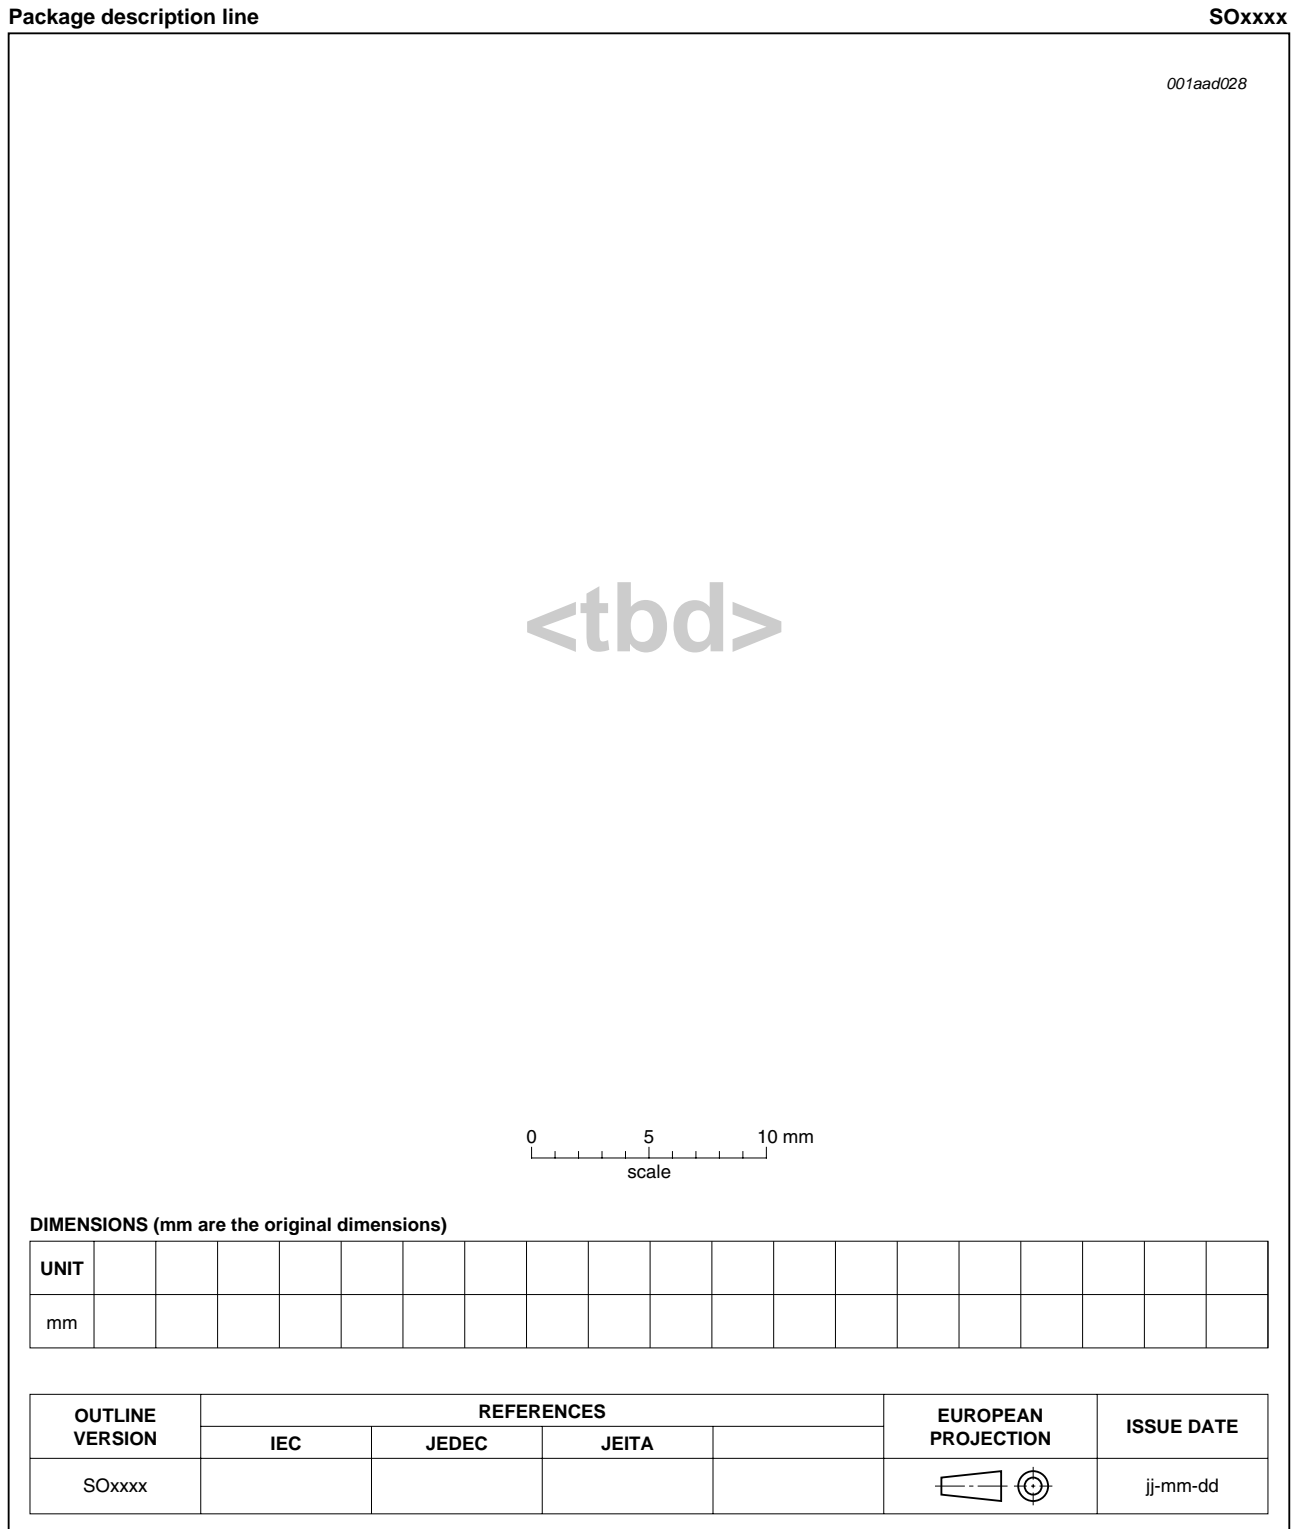 Package description line SOxxxx
001aad028
<tbd>
0 5 10 mm
scale
DIMENSIONS (mm are the original dimensions)
UNIT
mm
OUTLINE VERSION REFERENCES EUROPEAN PROJECTION ISSUE DATE
IEC JEDEC JEITA
SOxxxx jj-mm-dd